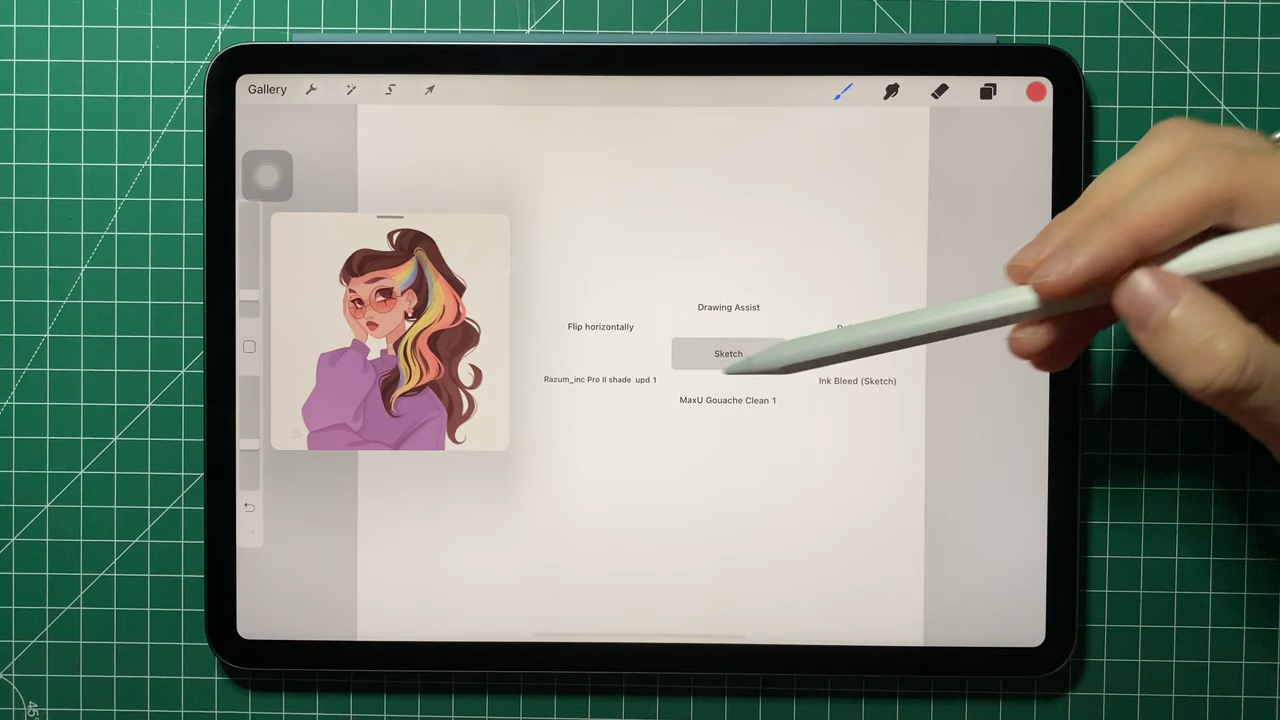 Gallery
Drawing Assist
Flip horizontally
Sketch
Razum_inc Pro II shade upd 1
Ink Bleed (Sketch)
MaxU Gouache Clean 1
45°